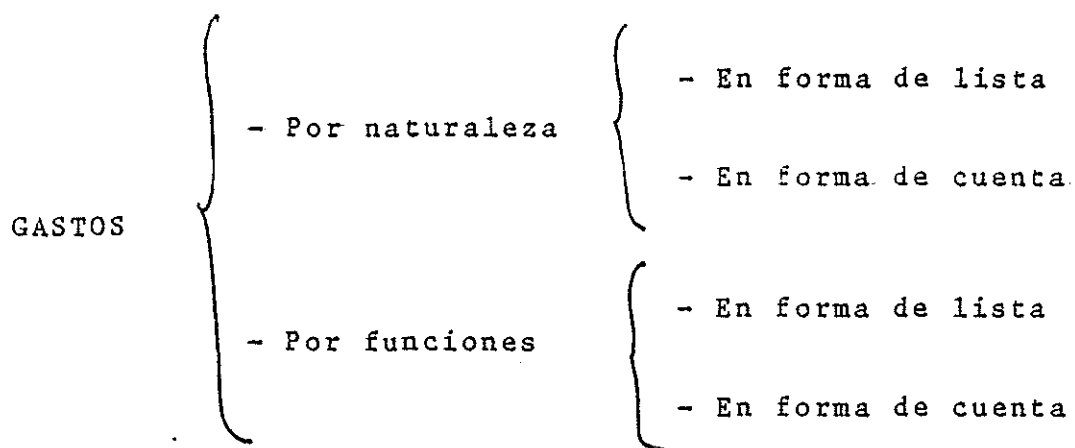 - En forma de lista
- Por naturaleza
- En forma de cuenta
GASTOS
- En forma de lista
- Por funciones
- En forma de cuenta